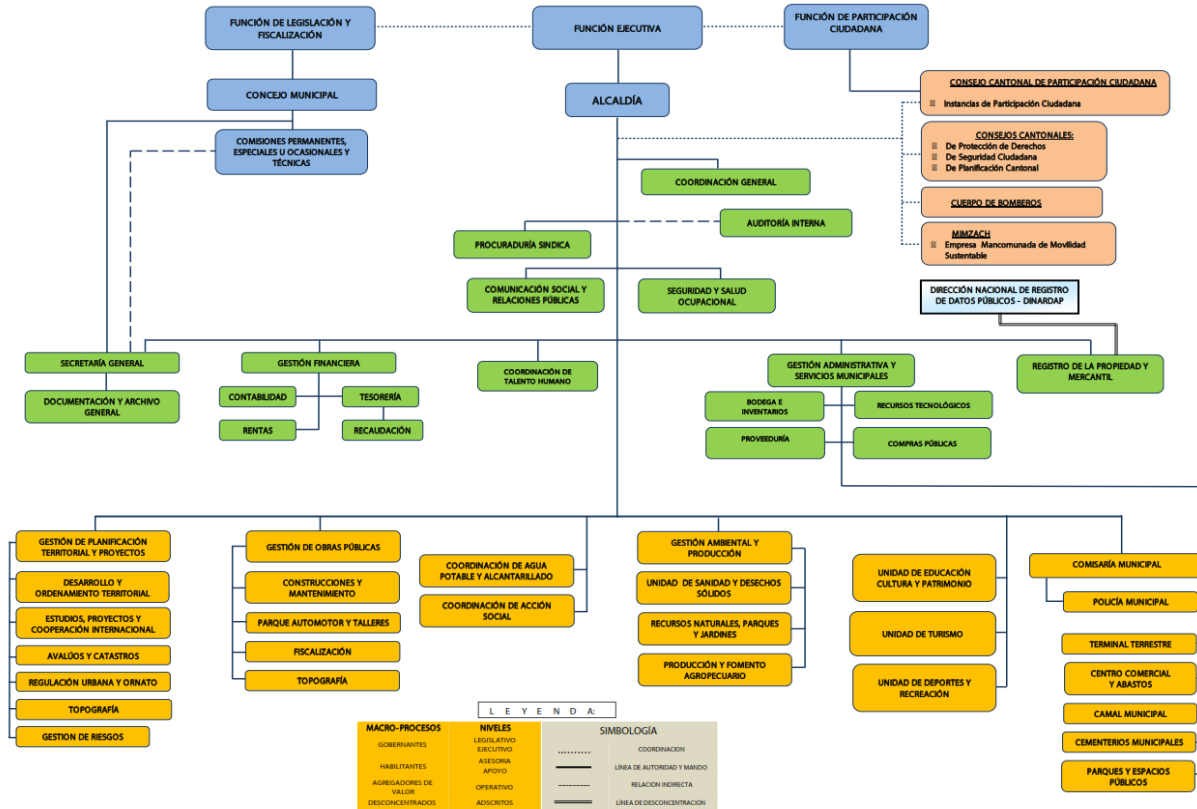 FUNCIÓN DE LEGISLACIÓN Y
FISCALIZACIÓN
FUNCIÓN EJECUTIVA
FUNCIÓN DE PARTICIPACIÓN
CIUDADANA
CONCEJO MUNICIPAL
ALCALDÍA
CONSEJO CANTONAL DE PARTICIPACIÓN CIUDADANA
Instancias de Participación Ciudadana
COMISIONES PERMANENTES,
ESPECIALES U OCASIONALES Y
TÉCNICAS
CONSEJOS CANTONALES:
De Protección de Derechos
De Seguridad Ciudadana
De Planificación Cantonal
COORDINACIÓN GENERAL
CUERPO DE BOMBEROS
AUDITORÍA INTERNA
PROCURADURÍA SINDICA
MIMZACH
Empresa Mancomunada de Movilidad
Sustentable
COMUNICACIÓN SOCIAL Y
RELACIONES PÚBLICAS
SEGURIDAD Y SALUD
OCUPACIONAL
DIRECCIÓN NACIONAL DE REGISTRO
DE DATOS PÚBLICOS - DINARDAP
SECRETARÍA GENERAL
GESTIÓN FINANCIERA
COORDINACIÓN DE
TALENTO HUMANO
GESTIÓN ADMINISTRATIVA Y
SERVICIOS MUNICIPALES
REGISTRO DE LA PROPIEDAD Y
MERCANTIL
DOCUMENTACIÓN Y ARCHIVO
GENERAL
CONTABILIDAD
TESORERÍA
RENTAS
RECAUDACIÓN
BODEGA E
INVENTARIOS
RECURSOS TECNOLÓGICOS
PROVEEDURÍA
COMPRAS PÚBLICAS
GESTIÓN DE PLANIFICACIÓN
TERRITORIAL Y PROYECTOS
DESARROLLO Y
ORDENAMIENTO TERRITORIAL
ESTUDIOS, PROYECTOS Y
COOPERACIÓN INTERNACIONAL
AVALÚOS Y CATASTROS
REGULACIÓN URBANA Y ORNATO
TOPOGRAFÍA
GESTION DE RIESGOS
GESTIÓN DE OBRAS PÚBLICAS
CONSTRUCCIONES Y
MANTENIMIENTO
PARQUE AUTOMOTOR Y TALLERES
FISCALIZACIÓN
TOPOGRAFÍA
COORDINACIÓN DE AGUA
POTABLE Y ALCANTARILLADO
COORDINACIÓN DE ACCIÓN
SOCIAL
GESTIÓN AMBIENTAL Y
PRODUCCIÓN
UNIDAD DE SANIDAD Y DESECHOS
SÓLIDOS
RECURSOS NATURALES, PARQUES
Y JARDINES
PRODUCCIÓN Y FOMENTO
AGROPECUARIO
UNIDAD DE EDUCACIÓN
CULTURA Y PATRIMONIO
UNIDAD DE TURISMO
UNIDAD DE DEPORTES Y
RECREACIÓN
COMISARÍA MUNICIPAL
POLICÍA MUNICIPAL
TERMINAL TERRESTRE
CENTRO COMERCIAL
Y ABASTOS
CAMAL MUNICIPAL
CEMENTERIOS MUNICIPALES
PARQUES Y ESPACIOS
PÚBLICOS
L E Y E N D A:
MACRO-PROCESOS NIVELES SIMBOLOGÍA
GOBERNANTES LEGISLATIVO
EJECUTIVO COORDINACION
HABILITANTES ASESORIA
APOYO LÍNEA DE AUTORIDAD Y MANDO
AGREGADORES DE
VALOR OPERATIVO RELACION INDIRECTA
DESCONCENTRADOS ADSCRITOS LÍNEA DE DESCONCENTRACION